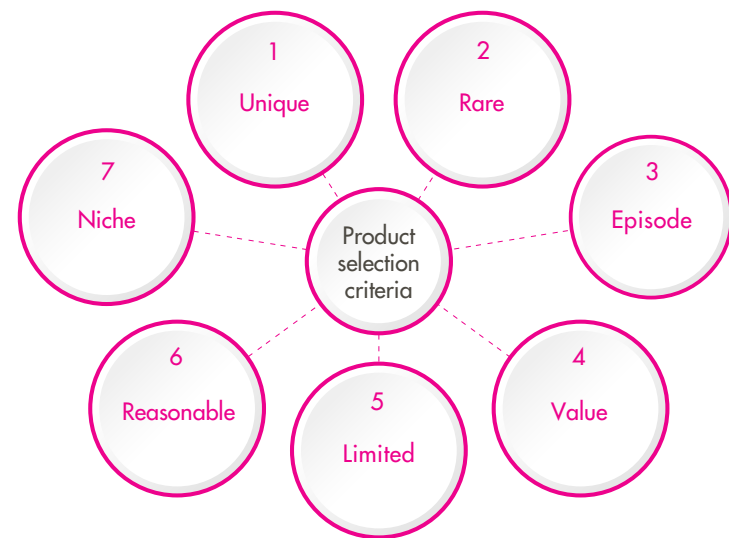 1
Unique
2
Rare
3
Episode
4
Value
5
Limited
6
Reasonable
7
Niche
Product
selection
criteria